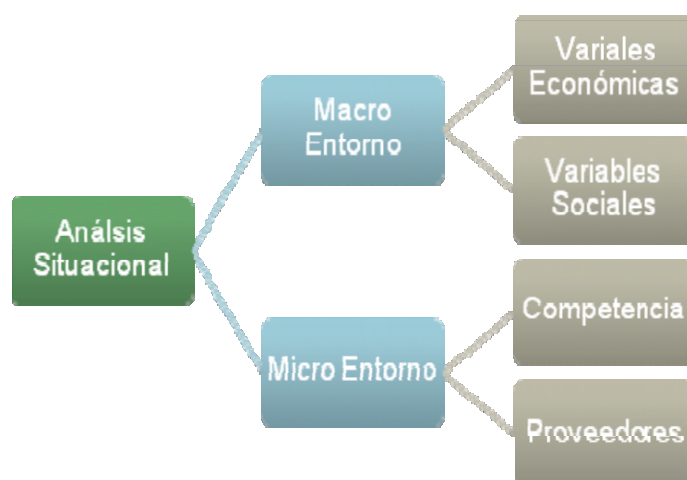 Variales
Económicas
Macro
Entorno
Variables
Sociales
Análsis
Situacional
Competencia
Micro Entorno
Proveedores